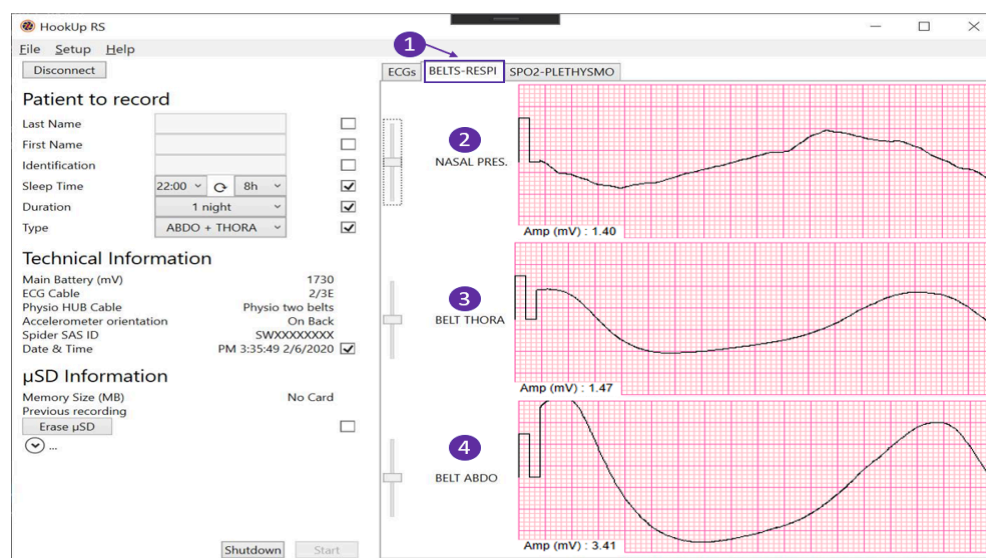 HookUp RS
File Setup Help
Disconnect
Patient to record
Last Name
First Name
Identification
Sleep Time 22:00 8h
Duration 1 night
Type ABDO + THORA
Technical Information
Main Battery (mV) 1730
ECG Cable 2/3E
Physio HUB Cable Physio two belts
Accelerometer orientation On Back
Spider SAS ID SWXXXXXXXX
Date & Time PM 3:35:49 2/6/2020
µSD Information
Memory Size (MB) No Card
Previous recording
Erase µSD
...
Shutdown Start
1
ECGs BELTS-RESPI SPO2-PLETHYSMO
2
NASAL PRES.
Amp (mV) : 1.40
3
BELT THORA
Amp (mV) : 1.47
4
BELT ABDO
Amp (mV) : 3.41